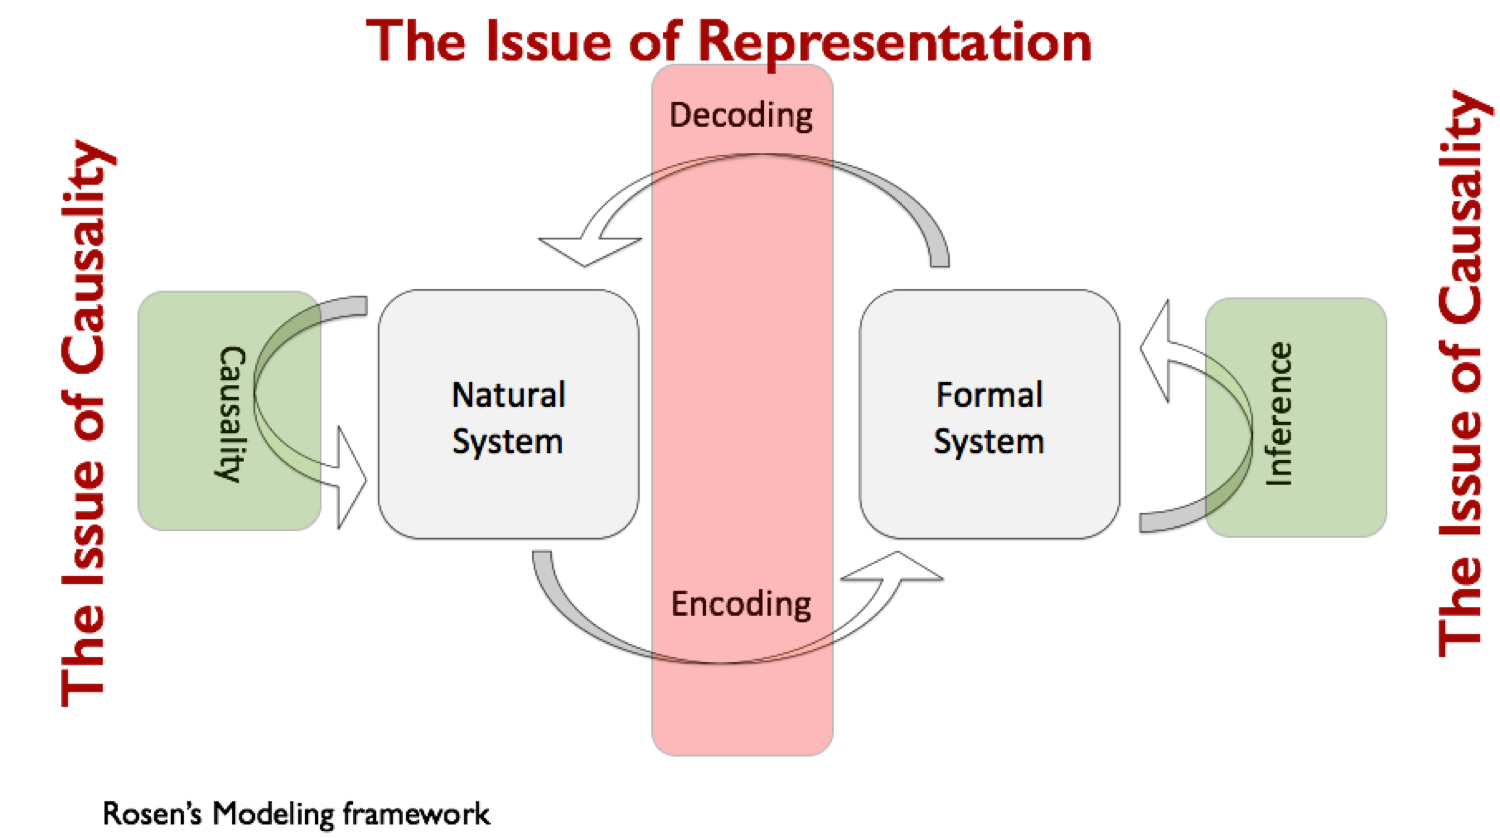 The Issue of Representation
Decoding
The Issue of Causality
Causality
Natural
System
Formal
System
Inference
The Issue of Causality
Encoding
Rosen's Modeling framework